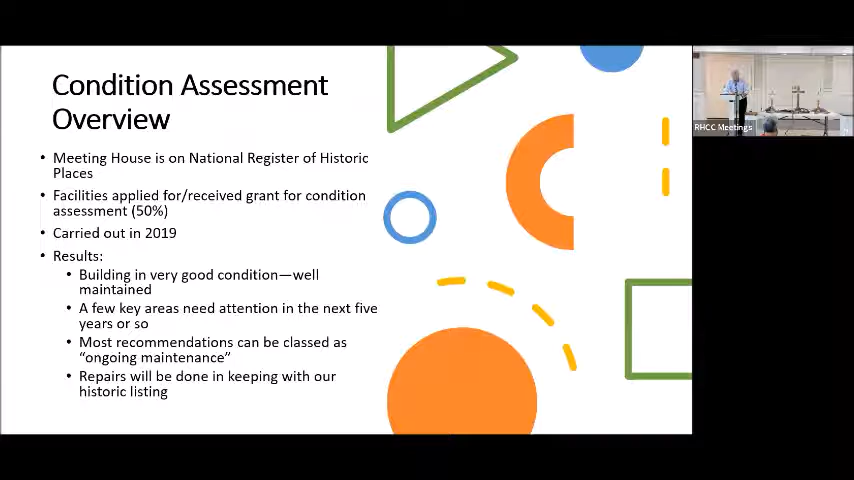 Condition Assessment
Overview
• Meeting House is on National Register of Historic
Places
• Facilities applied for/received grant for condition
assessment (50%)
• Carried out in 2019
• Results:
• Building in very good condition—well
maintained
• A few key areas need attention in the next five
years or so
• Most recommendations can be classed as
“ongoing maintenance”
• Repairs will be done in keeping with our
historic listing
RHCC Meetings